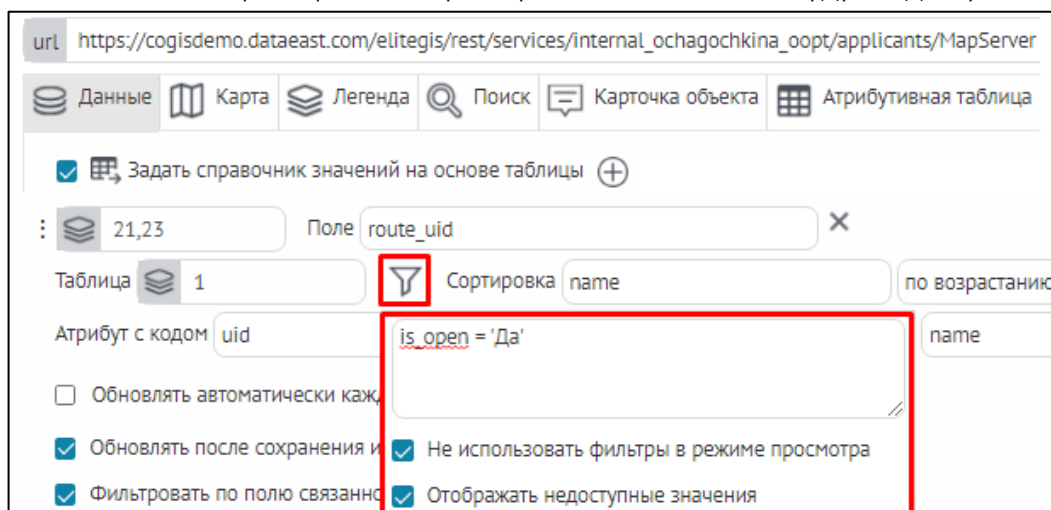 url https://cogisdemo.dataeast.com/elitegis/rest/services/internal_ochagochkina_oopt/applicants/MapServer
Данные Карта Легенда Поиск Карточка объекта Атрибутивная таблица
Задать справочник значений на основе таблицы
21,23 Поле route_uid
Таблица 1 Сортировка name по возрастанию
Атрибут с кодом uid is_open = 'Да' name
Обновлять автоматически
Обновлять после сохранения Не использовать фильтры в режиме просмотра
Фильтровать по полю Отображать недоступные значения